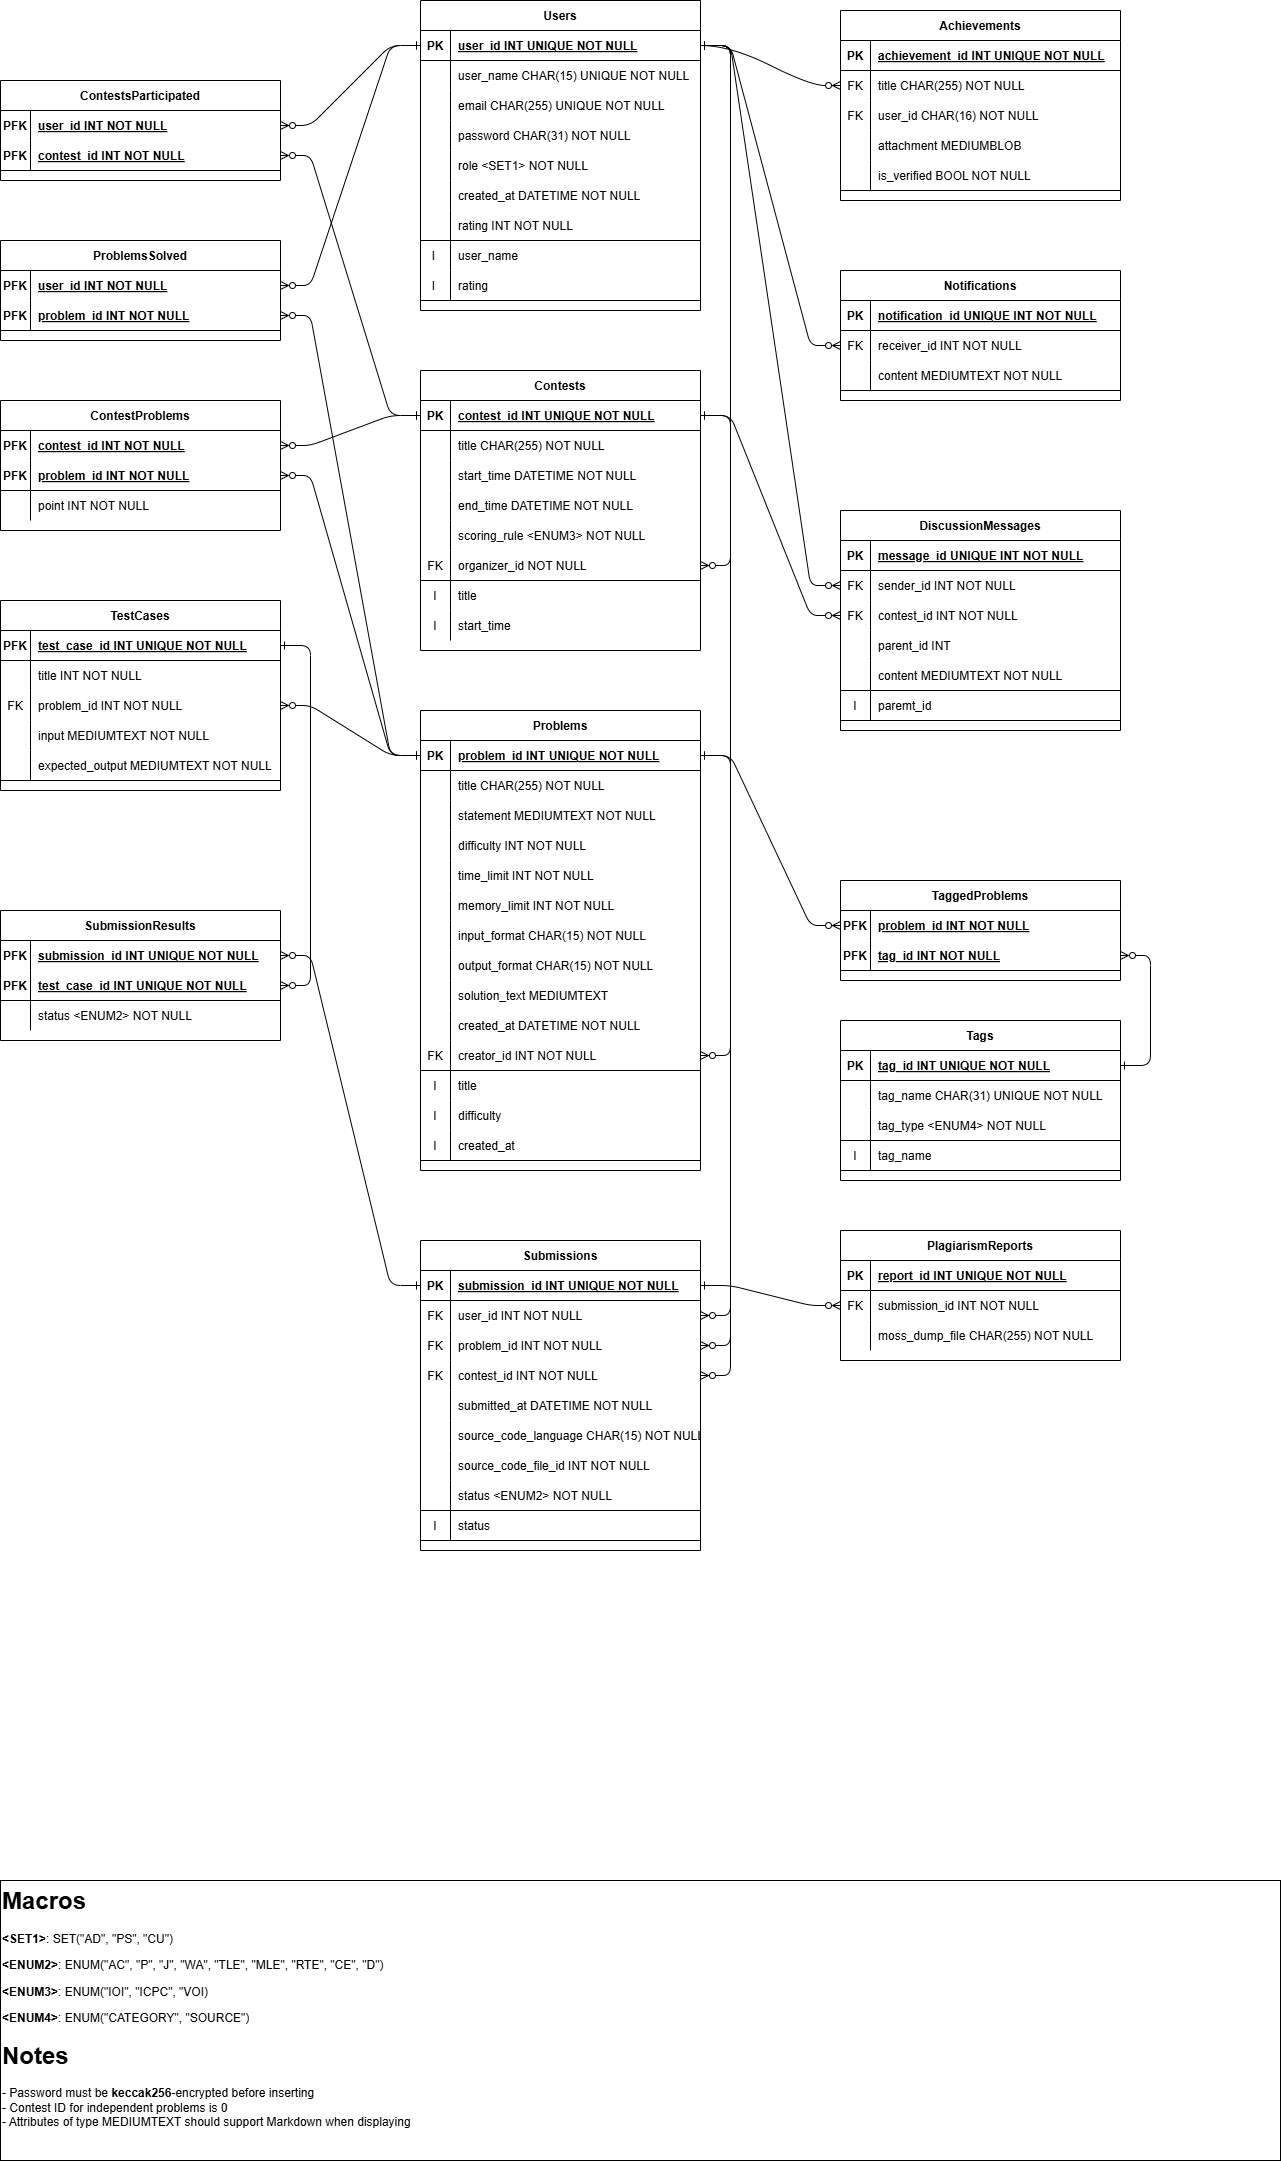 Users
PK user_id INT UNIQUE NOT NULL
user_name CHAR(15) UNIQUE NOT NULL
email CHAR(255) UNIQUE NOT NULL
password CHAR(31) NOT NULL
role <SET1> NOT NULL
created_at DATETIME NOT NULL
rating INT NOT NULL
I user_name
I rating
Achievements
PK achievement_id INT UNIQUE NOT NULL
FK title CHAR(255) NOT NULL
FK user_id CHAR(16) NOT NULL
attachment MEDIUMBLOB
is_verified BOOL NOT NULL
ContestsParticipated
PFK user_id INT NOT NULL
PFK contest_id INT NOT NULL
ProblemsSolved
PFK user_id INT NOT NULL
PFK problem_id INT NOT NULL
Notifications
PK notification_id UNIQUE INT NOT NULL
FK receiver_id INT NOT NULL
content MEDIUMTEXT NOT NULL
ContestProblems
PFK contest_id INT NOT NULL
PFK problem_id INT NOT NULL
point INT NOT NULL
Contests
PK contest_id INT UNIQUE NOT NULL
title CHAR(255) NOT NULL
start_time DATETIME NOT NULL
end_time DATETIME NOT NULL
scoring_rule <ENUM3> NOT NULL
FK organizer_id NOT NULL
I title
I start_time
DiscussionMessages
PK message_id UNIQUE INT NOT NULL
FK sender_id INT NOT NULL
FK contest_id INT NOT NULL
parent_id INT
content MEDIUMTEXT NOT NULL
I paremt_id
TestCases
PFK test_case_id INT UNIQUE NOT NULL
title INT NOT NULL
FK problem_id INT NOT NULL
input MEDIUMTEXT NOT NULL
expected_output MEDIUMTEXT NOT NULL
Problems
PK problem_id INT UNIQUE NOT NULL
title CHAR(255) NOT NULL
statement MEDIUMTEXT NOT NULL
difficulty INT NOT NULL
time_limit INT NOT NULL
memory_limit INT NOT NULL
input_format CHAR(15) NOT NULL
output_format CHAR(15) NOT NULL
solution_text MEDIUMTEXT
created_at DATETIME NOT NULL
FK creator_id INT NOT NULL
I title
I difficulty
I created_at
SubmissionResults
PFK submission_id INT UNIQUE NOT NULL
PFK test_case_id INT UNIQUE NOT NULL
status <ENUM2> NOT NULL
TaggedProblems
PFK problem_id INT NOT NULL
PFK tag_id INT NOT NULL
Tags
PK tag_id INT UNIQUE NOT NULL
tag_name CHAR(31) UNIQUE NOT NULL
tag_type <ENUM4> NOT NULL
I tag_name
Submissions
PK submission_id INT UNIQUE NOT NULL
FK user_id INT NOT NULL
FK problem_id INT NOT NULL
FK contest_id INT NOT NULL
submitted_at DATETIME NOT NULL
source_code_language CHAR(15) NOT NUL
source_code_file_id INT NOT NULL
status <ENUM2> NOT NULL
I status
PlagiarismReports
PK report_id INT UNIQUE NOT NULL
FK submission_id INT NOT NULL
moss_dump_file CHAR(255) NOT NULL
Macros
<SET1>: SET("AD", "PS", "CU")
<ENUM2>: ENUM("AC", "P", "J", "WA", "TLE", "MLE", "RTE", "CE", "D")
<ENUM3>: ENUM("IOI", "ICPC", "VOI)
<ENUM4>: ENUM("CATEGORY", "SOURCE")
Notes
- Password must be keccak256-encrypted before inserting
- Contest ID for independent problems is 0
- Attributes of type MEDIUMTEXT should support Markdown when displaying